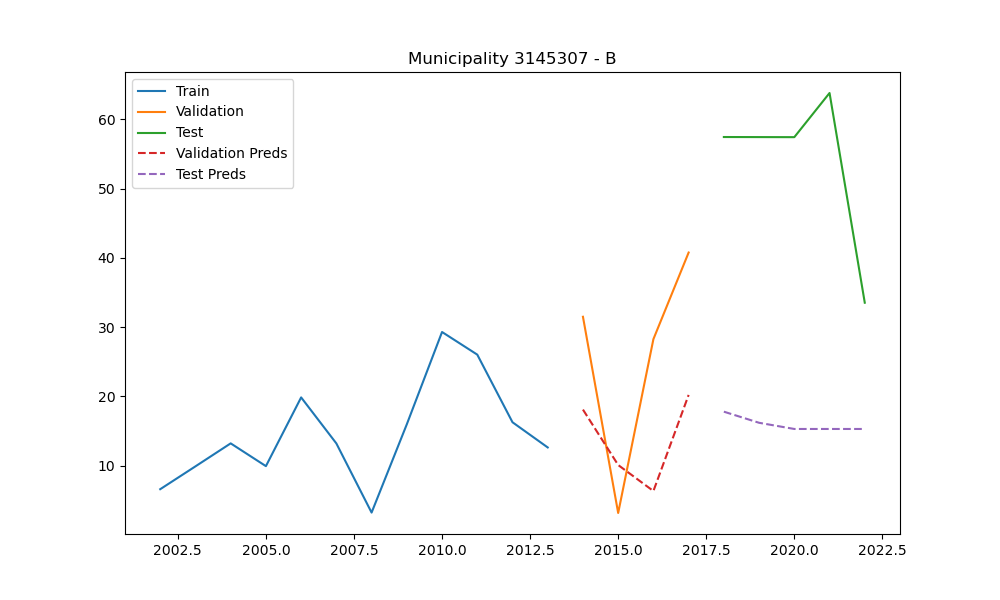 Municipality 3145307 - B
Train
Validation
Test
Validation Preds
Test Preds
60
50
40
30
20
10
2002.5 2005.0 2007.5 2010.0 2012.5 2015.0 2017.5 2020.0 2022.5